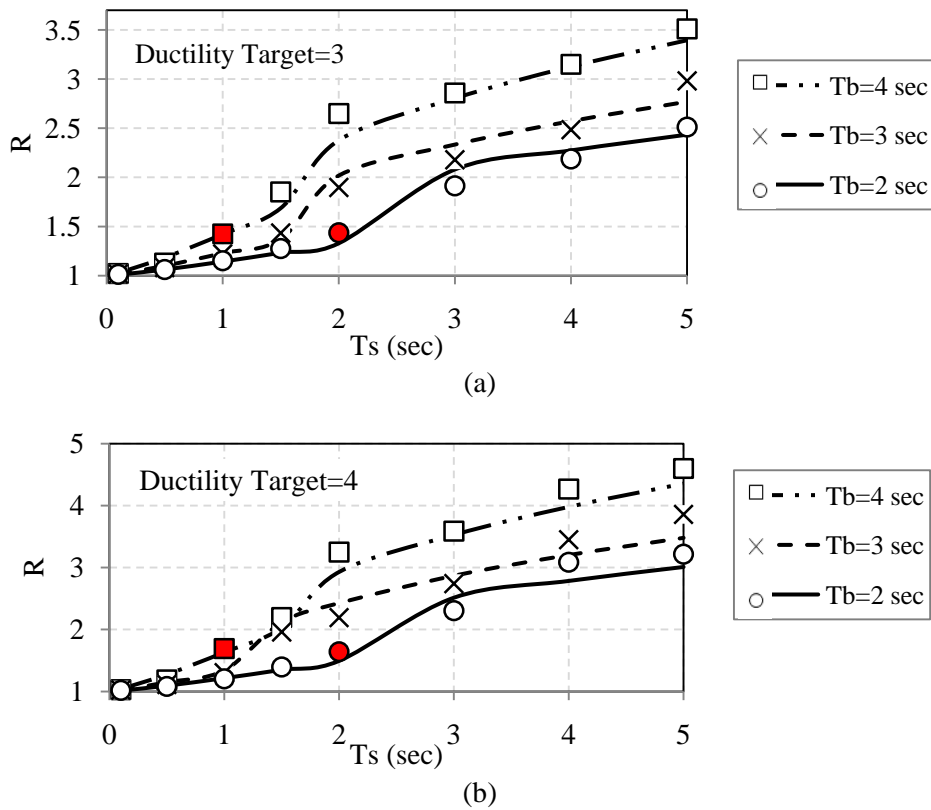 3.5
3
2.5
2
1.5
1
R
Ductility Target=3
0 1 2 3 4 5
Ts (sec)
Tb=4 sec
Tb=3 sec
Tb=2 sec
(a)
5
4
3
2
1
R
Ductility Target=4
0 1 2 3 4 5
Ts (sec)
Tb=4 sec
Tb=3 sec
Tb=2 sec
(b)